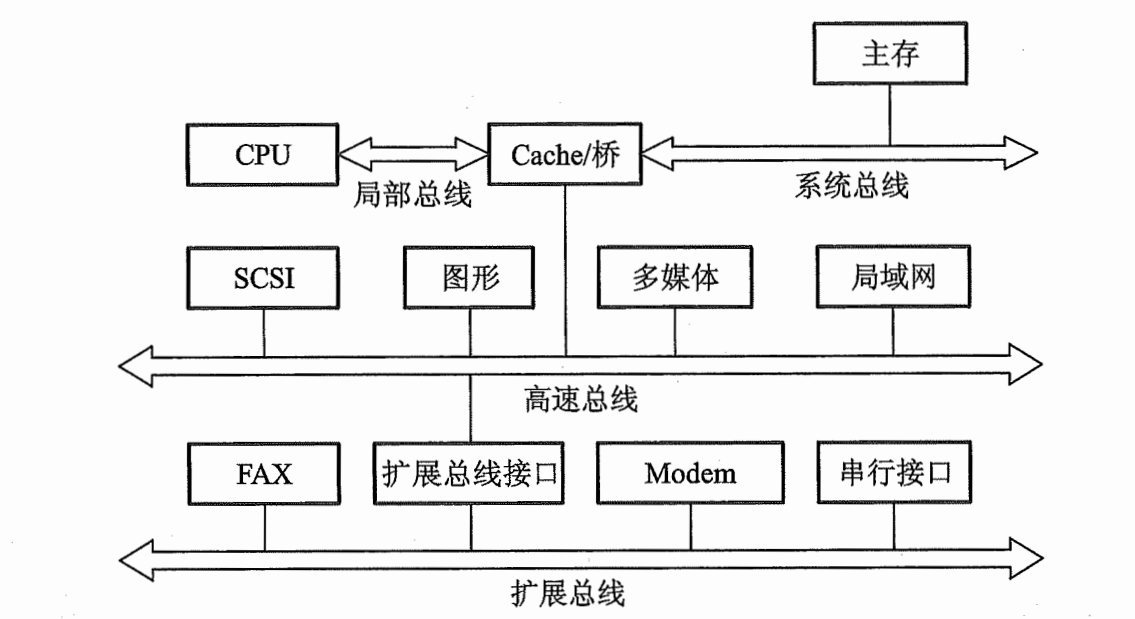 主存
CPU
Cache/桥
局部总线
系统总线
SCSI
图形
多媒体
局域网
高速总线
FAX
扩展总线接口
Modem
串行接口
扩展总线